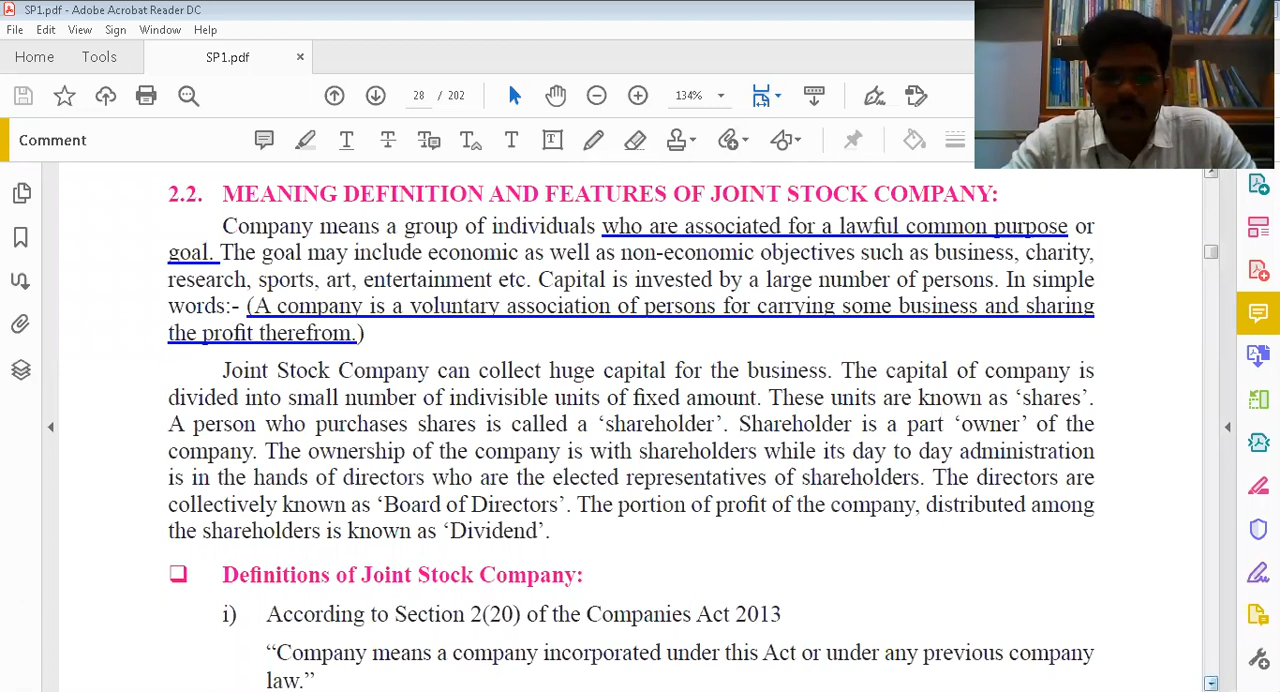 SP1.pdf - Adobe Acrobat Reader DC
File Edit View Sign Window Help
Home Tools SP1.pdf ×
28 / 202 134%
Comment
2.2. MEANING DEFINITION AND FEATURES OF JOINT STOCK COMPANY:
Company means a group of individuals who are associated for a lawful common purpose or
goal. The goal may include economic as well as non-economic objectives such as business, charity,
research, sports, art, entertainment etc. Capital is invested by a large number of persons. In simple
words:- (A company is a voluntary association of persons for carrying some business and sharing
the profit therefrom.)
Joint Stock Company can collect huge capital for the business. The capital of company is
divided into small number of indivisible units of fixed amount. These units are known as ‘shares’.
A person who purchases shares is called a ‘shareholder’. Shareholder is a part ‘owner’ of the
company. The ownership of the company is with shareholders while its day to day administration
is in the hands of directors who are the elected representatives of shareholders. The directors are
collectively known as ‘Board of Directors’. The portion of profit of the company, distributed among
the shareholders is known as ‘Dividend’.
❑ Definitions of Joint Stock Company:
i) According to Section 2(20) of the Companies Act 2013
“Company means a company incorporated under this Act or under any previous company
law.”